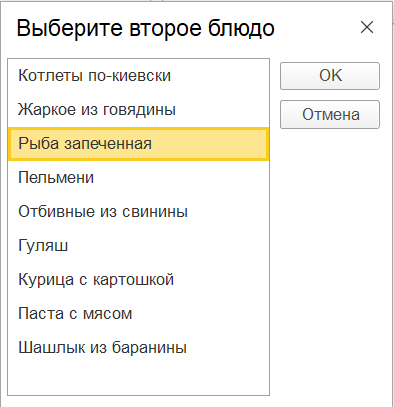 Выберите второе блюдо
Котлеты по-киевски
Жаркое из говядины
Рыба запеченная
Пельмени
Отбивные из свинины
Гуляш
Курица с картошкой
Паста с мясом
Шашлык из баранины
OK
Отмена